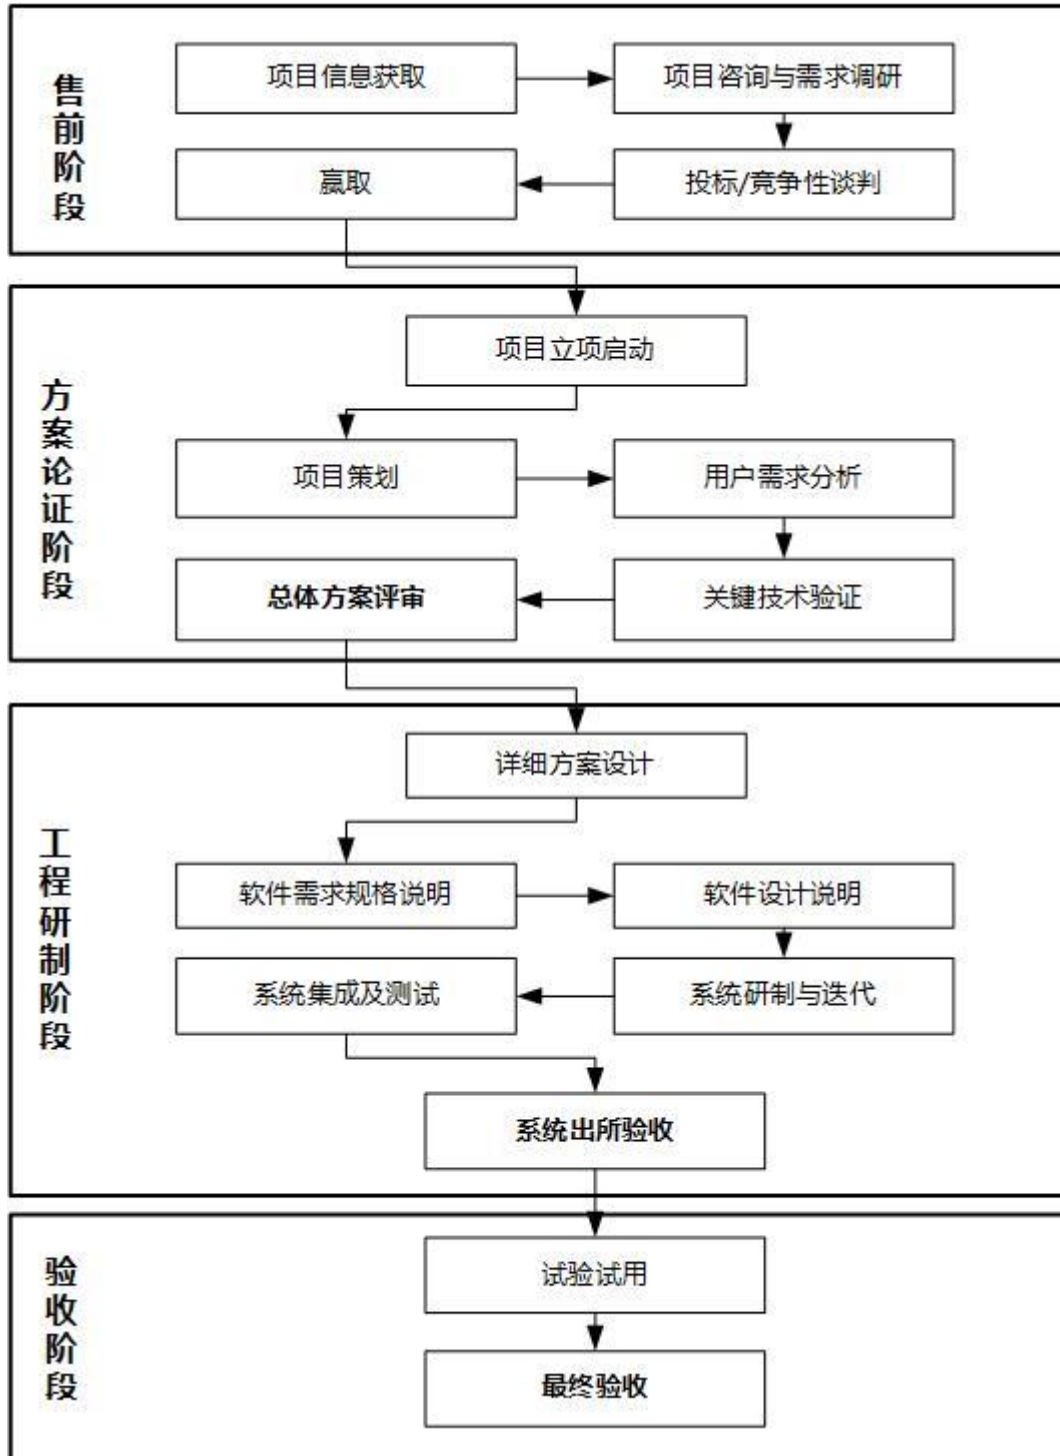 售前阶段
项目信息获取
项目咨询与需求调研
投标/竞争性谈判
赢取
方案论证阶段
项目立项启动
项目策划
用户需求分析
关键技术验证
总体方案评审
工程研制阶段
详细方案设计
软件需求规格说明
软件设计说明
系统研制与迭代
系统集成及测试
系统出所验收
验收阶段
试验试用
最终验收